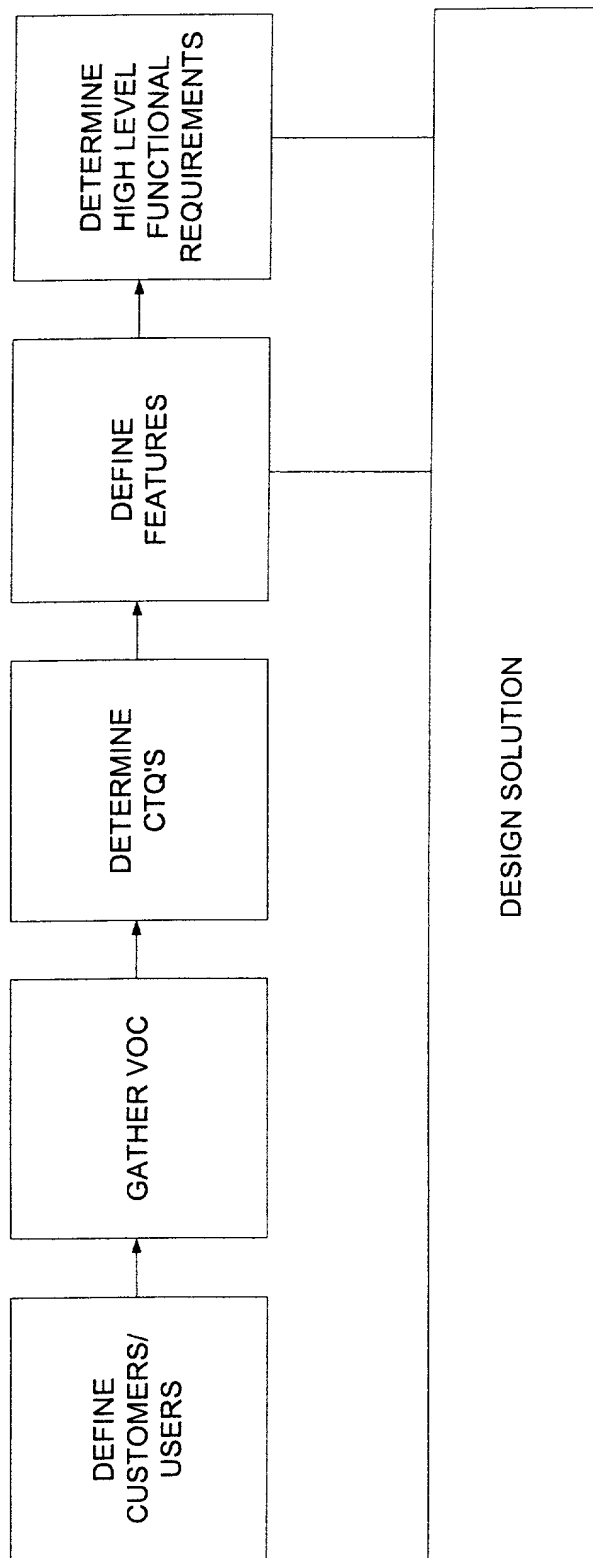 DEFINE
CUSTOMERS/
USERS
GATHER VOC
DETERMINE
CTQ'S
DEFINE
FEATURES
DETERMINE
HIGH LEVEL
FUNCTIONAL
REQUIREMENTS
DESIGN SOLUTION